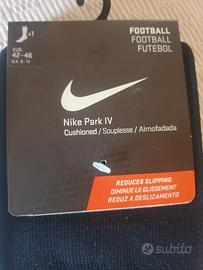 x1
EUR.
42-46
U.K. 8 - 11
FOOTBALL
FOOTBALL
FUTEBOL
Nike Park IV
Cushioned / Souplesse / Almofadada
REDUCES SLIPPING
DIMINUE LE GLISSEMENT
REDUZ A DESLIZAMENTO
subito